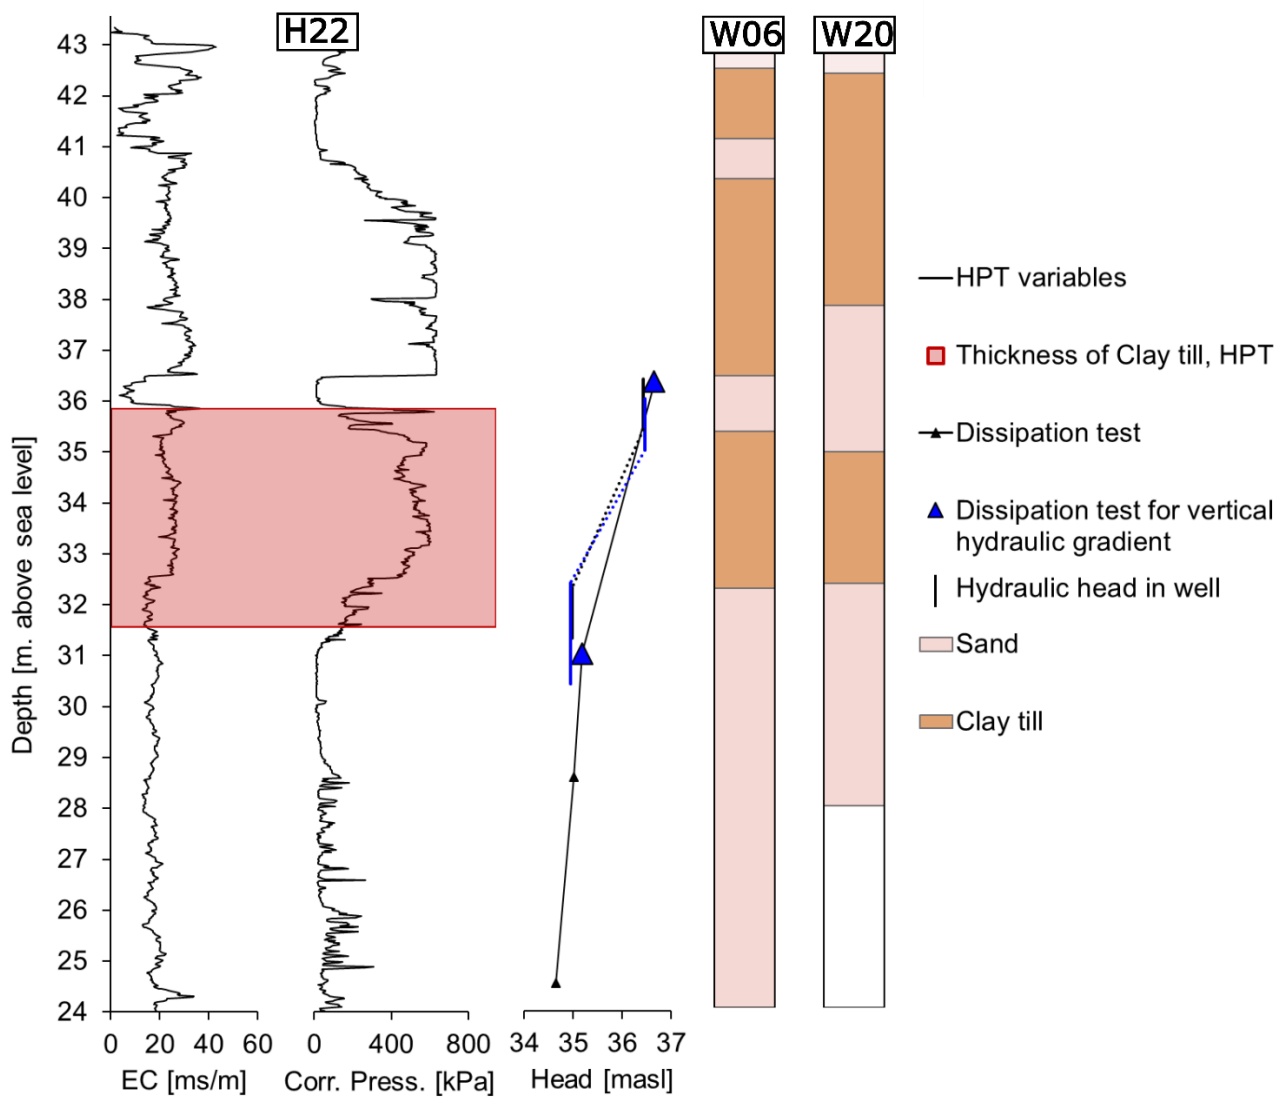 H22
W06
W20
43
42
41
40
39
38
37
36
35
34
33
32
31
30
29
28
27
26
25
24
Depth [m. above sea level]
0 20 40 60
EC [ms/m]
0 400 800
Corr. Press. [kPa]
34 35 36 37
Head [masl]
HPT variables
Thickness of Clay till, HPT
Dissipation test
Dissipation test for vertical
hydraulic gradient
Hydraulic head in well
Sand
Clay till